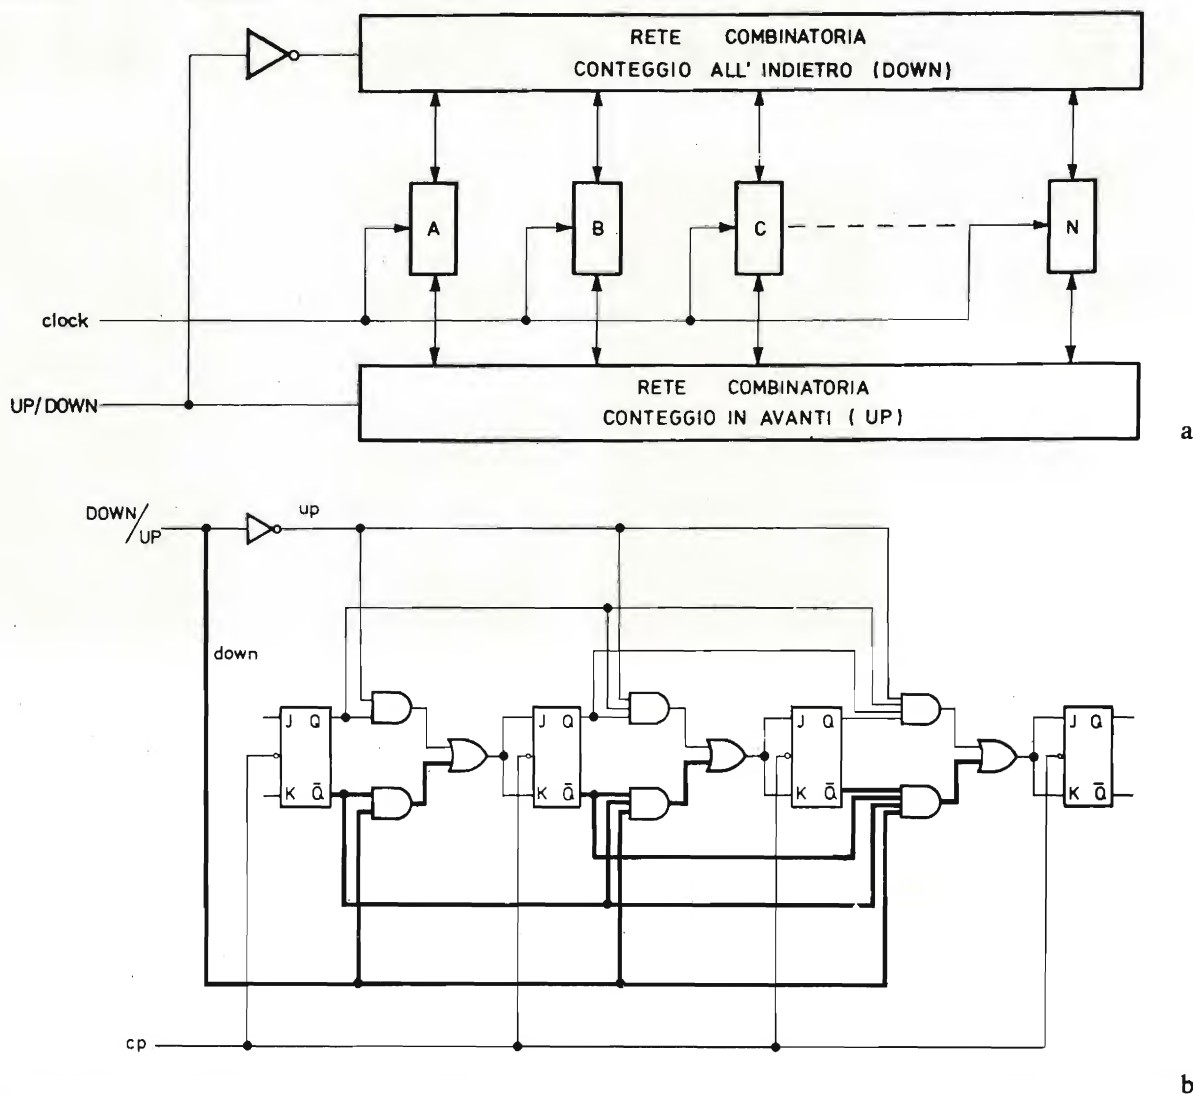 RETE COMBINATORIA
CONTEGGIO ALL'INDIETRO (DOWN)
A
B
C
N
clock
UP/DOWN
RETE COMBINATORIA
CONTEGGIO IN AVANTI (UP)
a
DOWN/UP
up
down
J Q
K Q̄
J Q
K Q̄
J Q
K Q̄
J Q
K Q̄
cp
b